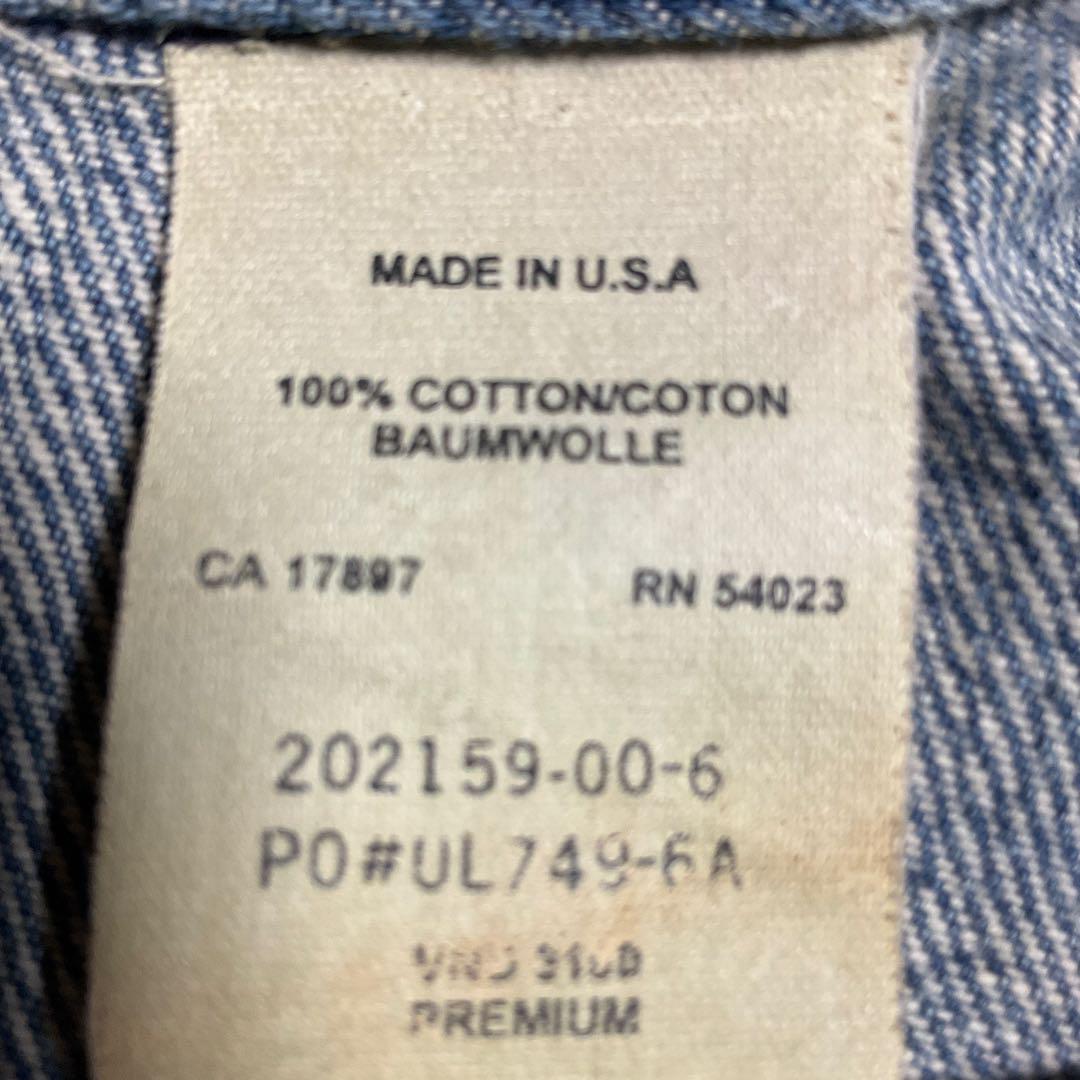 MADE IN U.S.A
100% COTTON/COTON
BAUMWOLLE
CA 17897 RN 54023
202159-00-6
PO#UL749-6A
PREMIUM